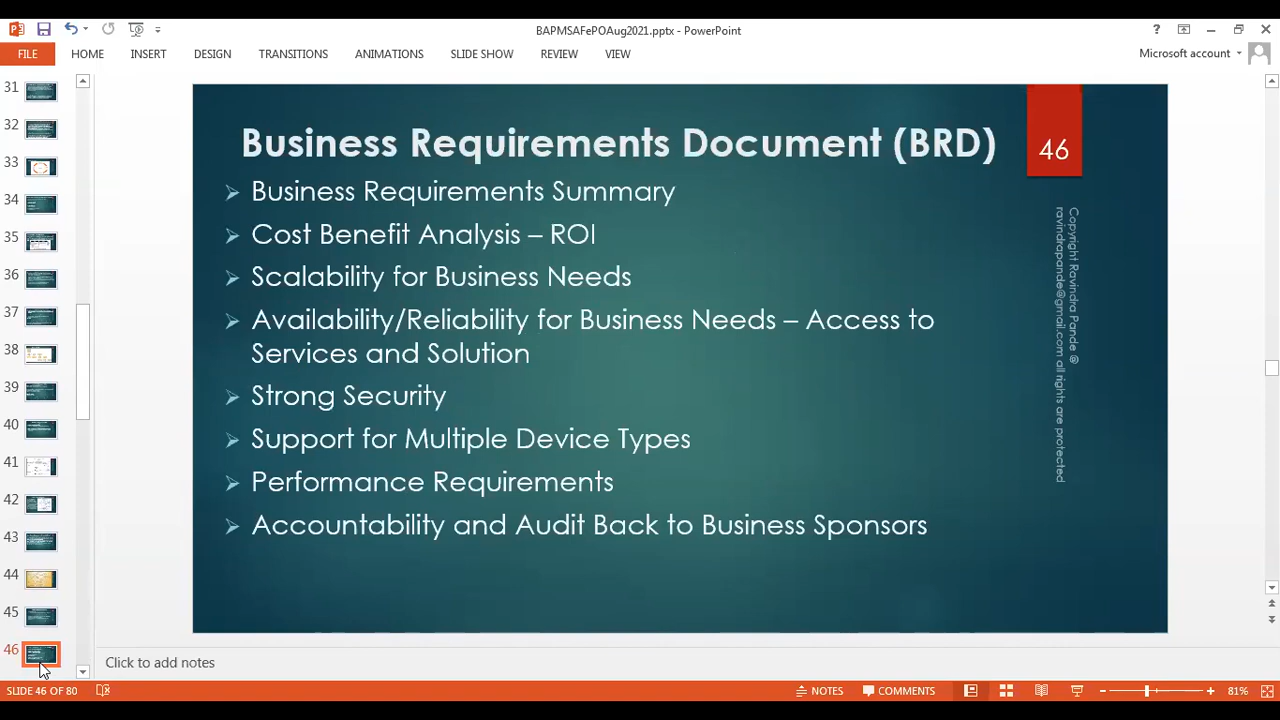 BAPMSAFePOAug2021.pptx - PowerPoint
?
FILE
HOME
INSERT
DESIGN
TRANSITIONS
ANIMATIONS
SLIDE SHOW
REVIEW
VIEW
Microsoft account
31
32
33
34
35
36
37
38
39
40
41
42
43
44
45
46
Business Requirements Document (BRD)
46
Business Requirements Summary
Cost Benefit Analysis – ROI
Scalability for Business Needs
Availability/Reliability for Business Needs – Access to
Services and Solution
Strong Security
Support for Multiple Device Types
Performance Requirements
Accountability and Audit Back to Business Sponsors
Copyright Ravindra Pande @
ravindrapande@gmail.com all rights are protected
Click to add notes
SLIDE 46 OF 80
NOTES
COMMENTS
81%